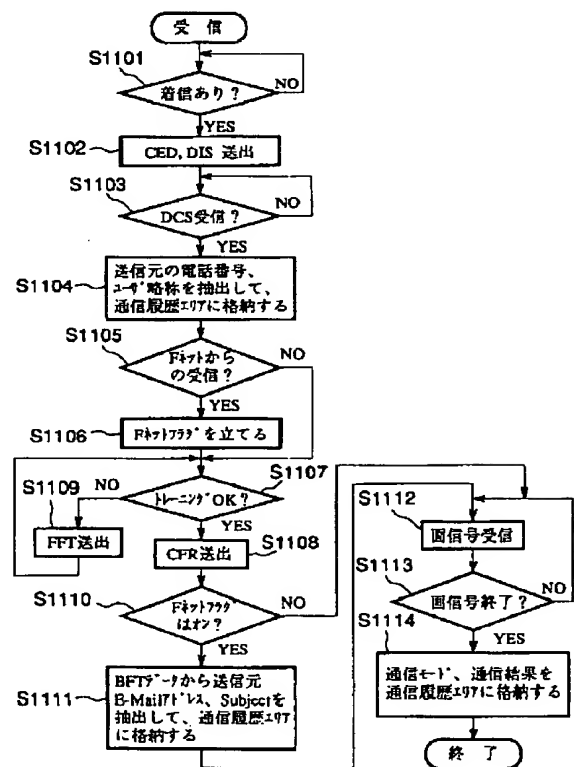 受 信
S1101
着信あり？
NO
YES
S1102
CED, DIS 送出
S1103
NO
DCS受信？
YES
S1104
送信元の電話番号、
ﾕｰｻﾞ略称を抽出して、
通信履歴ｴﾘｱに格納する
S1105
Fﾈｯﾄから
の受信？
NO
YES
S1106
Fﾈｯﾄﾌﾗｸﾞを立てる
S1107
ﾄﾚｰﾆﾝｸﾞOK？
NO
YES
S1109
FFT送出
S1108
CFR送出
S1110
Fﾈｯﾄﾌﾗｸﾞ
はｵﾝ？
NO
YES
S1111
BFTﾃﾞｰﾀから送信元
E-Mailｱﾄﾞﾚｽ、Subjectを
抽出して、通信履歴ｴﾘｱ
に格納する
S1112
画信号受信
S1113
画信号終了？
NO
YES
S1114
通信ﾓｰﾄﾞ、通信結果を
通信履歴ｴﾘｱに格納する
終 了